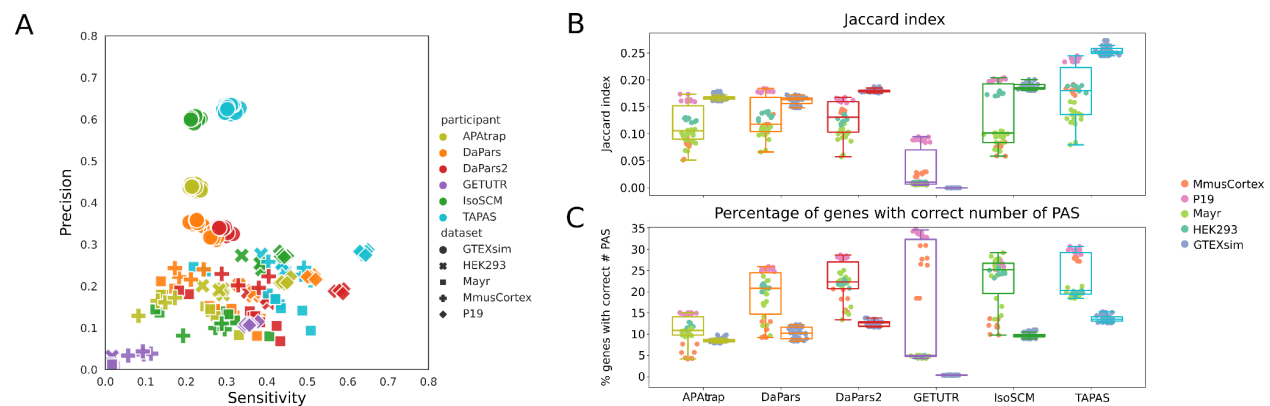 A
0.8
0.7
0.6
0.5
0.4
0.3
0.2
0.1
0.0
Precision
0.0 0.1 0.2 0.3 0.4 0.5 0.6 0.7 0.8
Sensitivity
participant
APAtrap
DaPars
DaPars2
GETUTR
IsoSCM
TAPAS
dataset
GTEXsim
HEK293
Mayr
MmusCortex
P19
B
Jaccard index
0.25
0.20
0.15
0.10
0.05
0.00
Jaccard index
C
Percentage of genes with correct number of PAS
35
30
25
20
15
10
5
0
% genes with correct # PAS
APAtrap DaPars DaPars2 GETUTR IsoSCM TAPAS
MmusCortex
P19
Mayr
HEK293
GTEXsim